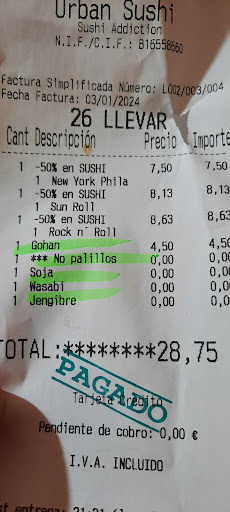 Urban Sushi
Sushi Addiction
N.I.F./C.I.F.: B16558660
Factura Simplificada Número: L002/003/004
Fecha Factura: 03/01/2024
26 LLEVAR
Cant Descripción Precio Importe
1 -50% en SUSHI 7,50 7,50
1 New York Phila
1 -50% en SUSHI 8,13 8,13
1 Sun Roll
1 -50% en SUSHI 8,63 8,63
1 Rock n´ Roll
1 Gohan 4,50 4,50
*** No palillos 0,00 0,00
1 Soja 0,00 0,00
1 Wasabi 0,00 0,00
1 Jengibre 0,00 0,00
TOTAL:********28,75
PAGADO
Tarjeta Crédito
Pendiente de cobro: 0,00 €
I.V.A. INCLUIDO